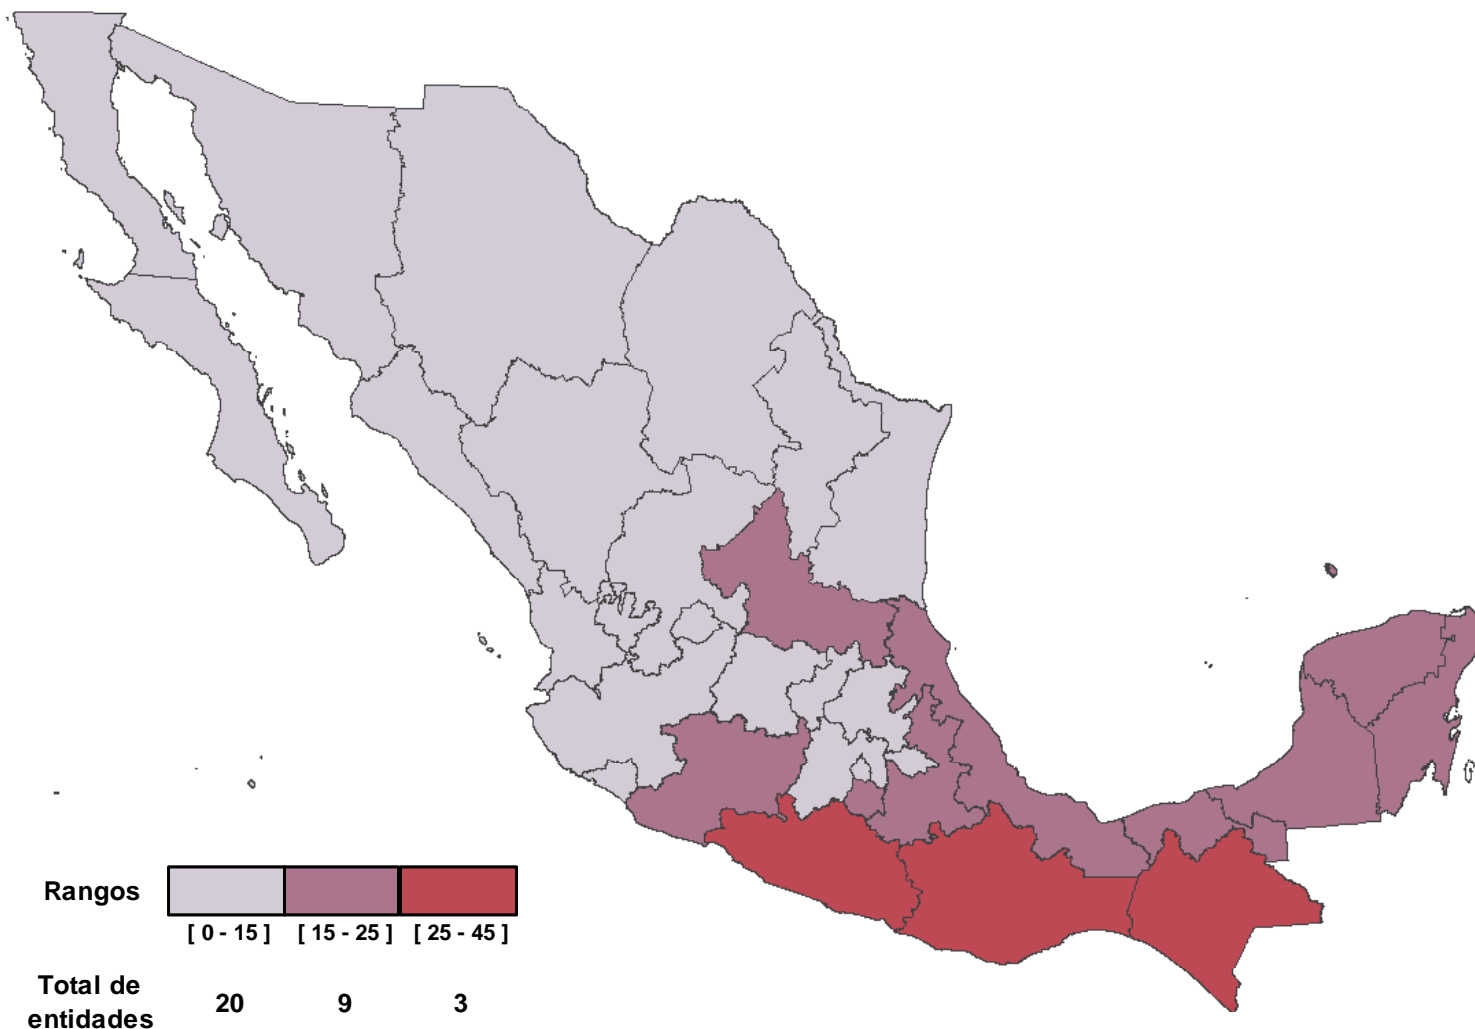 Rangos
[ 0 - 15 ] [ 15 - 25 ] [ 25 - 45 ]
Total de
entidades
20 9 3